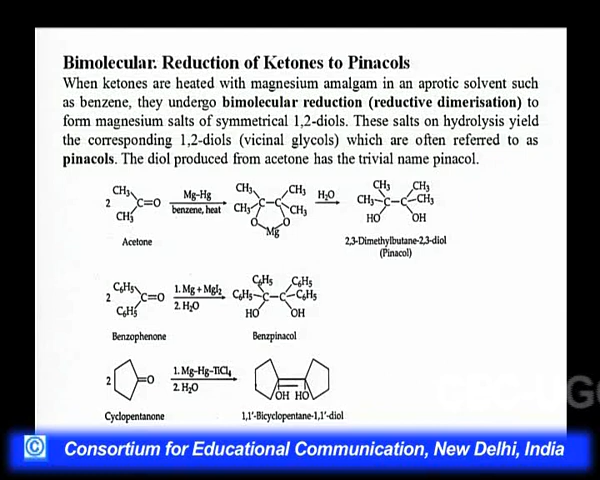 Bimolecular. Reduction of Ketones to Pinacols
When ketones are heated with magnesium amalgam in an aprotic solvent such
as benzene, they undergo bimolecular reduction (reductive dimerisation) to
form magnesium salts of symmetrical 1,2-diols. These salts on hydrolysis yield
the corresponding 1,2-diols (vicinal glycols) which are often referred to as
pinacols. The diol produced from acetone has the trivial name pinacol.
CH₃ CH₃ CH₃ CH₃ CH₃
2 C=O Mg-Hg CH₃ C-C CH₃ H₂O CH₃-C-C-CH₃
CH₃ benzene, heat O O HO OH
Mg
Acetone 2,3-Dimethylbutane-2,3-diol
(Pinacol)
C₆H₅ C₆H₅ C₆H₅
2 C=O 1. Mg + MgI₂ C₆H₅-C-C-C₆H₅
C₆H₅ 2. H₂O HO OH
Benzophenone Benzpinacol
2 =O 1. Mg-Hg-TiCl₄
2. H₂O OH HO
Cyclopentanone 1,1'-Bicyclopentane-1,1'-diol
© Consortium for Educational Communication, New Delhi, India